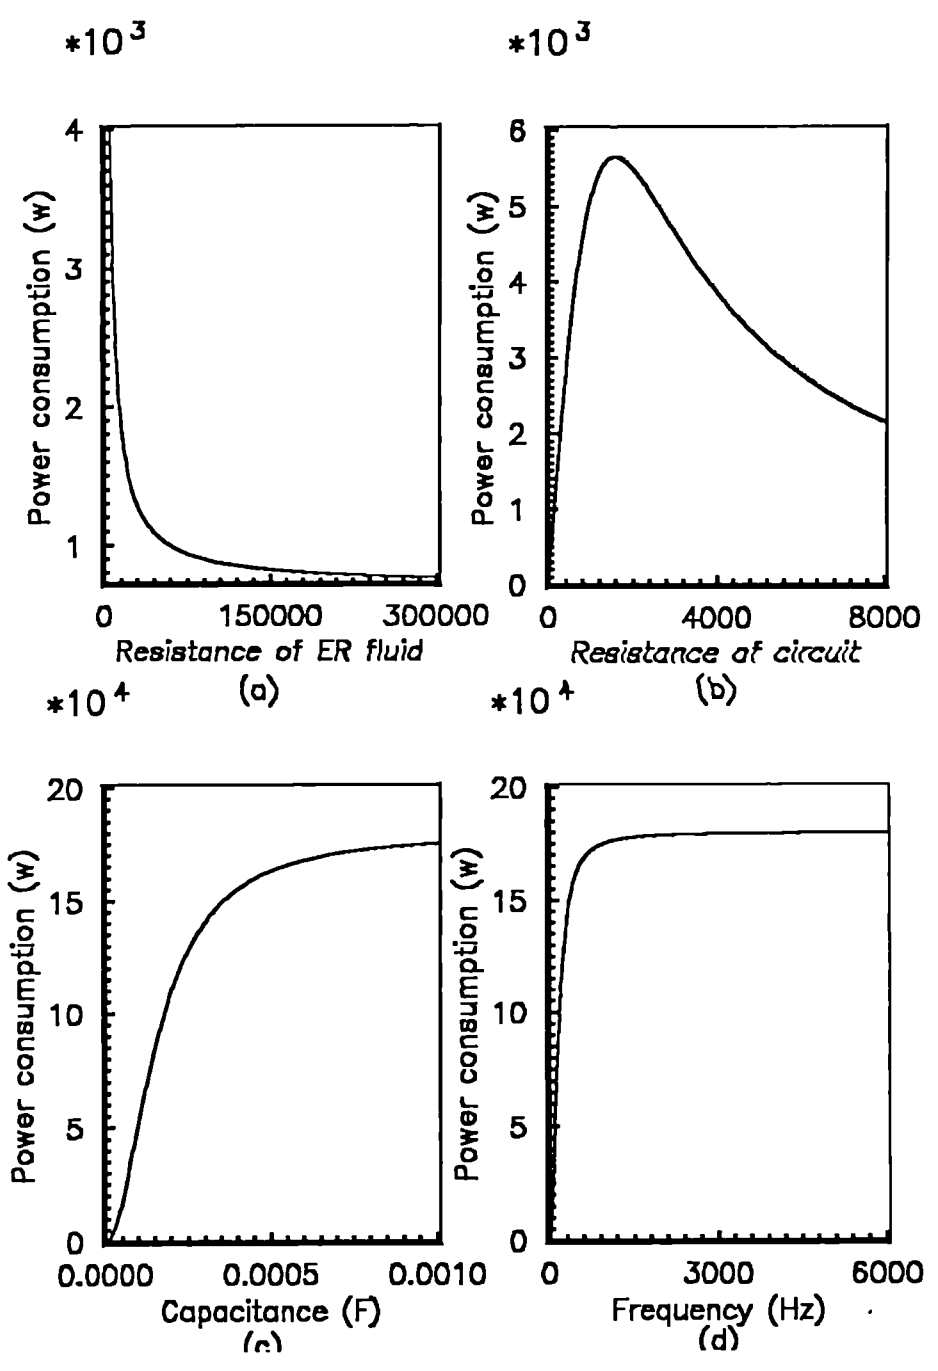 *10³
*10³
4
3
2
1
Power consumption (w)
0 150000 300000
Resistance of ER fluid
(a)
6
5
4
3
2
1
0
Power consumption (w)
0 4000 8000
Resistance of circuit
(b)
*10⁴
*10⁴
20
15
10
5
0
Power consumption (w)
0.0000 0.0005 0.0010
Capacitance (F)
(c)
20
15
10
5
0
Power consumption (w)
0 3000 6000
Frequency (Hz)
(d)